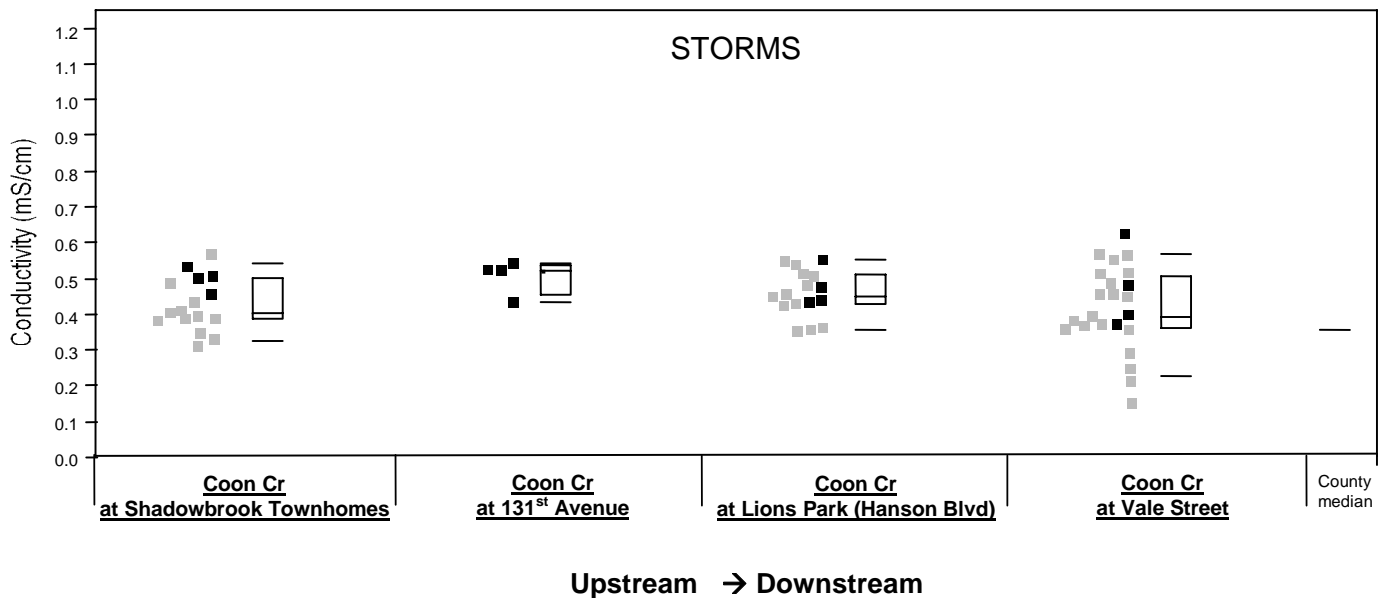 STORMS
Conductivity (mS/cm)
1.2
1.1
1.0
0.9
0.8
0.7
0.6
0.5
0.4
0.3
0.2
0.1
0.0
Coon Cr
at Shadowbrook Townhomes
Coon Cr
at 131st Avenue
Coon Cr
at Lions Park (Hanson Blvd)
Coon Cr
at Vale Street
County
median
Upstream → Downstream